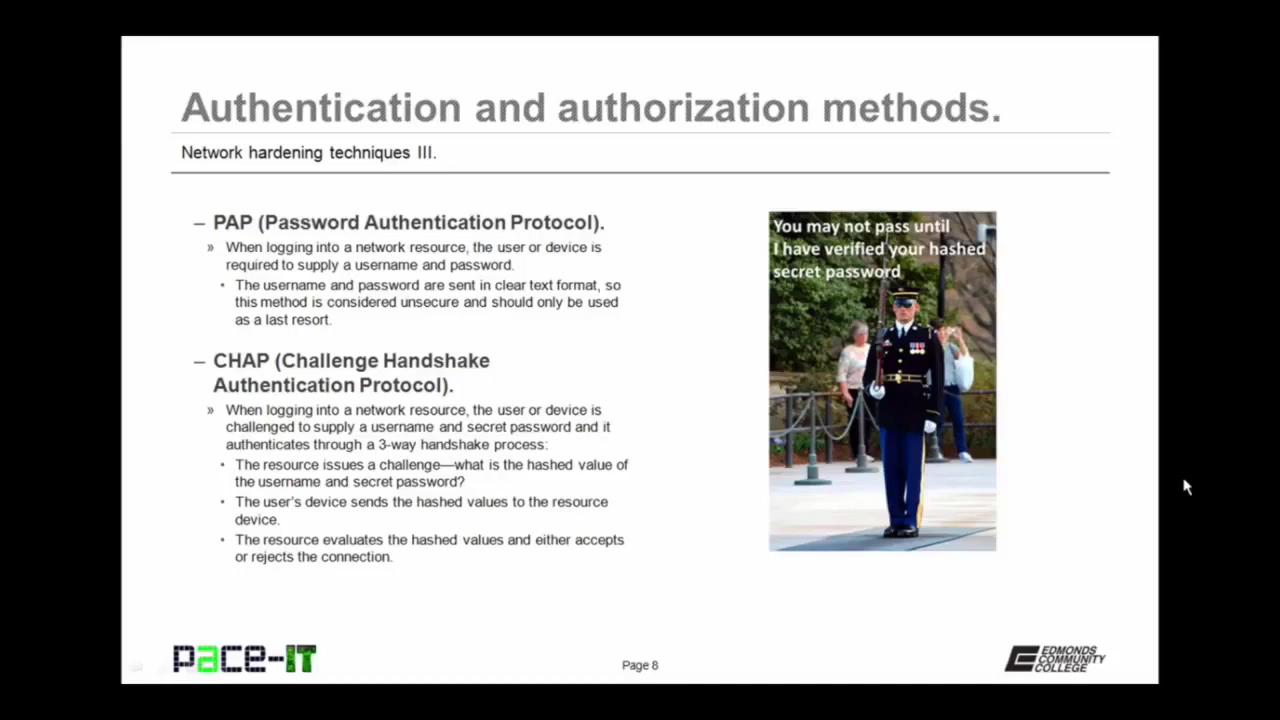 Authentication and authorization methods.
Network hardening techniques III.
– PAP (Password Authentication Protocol).
» When logging into a network resource, the user or device is
required to supply a username and password.
• The username and password are sent in clear text format, so
this method is considered unsecure and should only be used
as a last resort.
– CHAP (Challenge Handshake
Authentication Protocol).
» When logging into a network resource, the user or device is
challenged to supply a username and secret password and it
authenticates through a 3-way handshake process:
• The resource issues a challenge—what is the hashed value of
the username and secret password?
• The user's device sends the hashed values to the resource
device.
• The resource evaluates the hashed values and either accepts
or rejects the connection.
You may not pass until
I have verified your hashed
secret password
pace-IT
Page 8
EDMONDS
COMMUNITY
COLLEGE